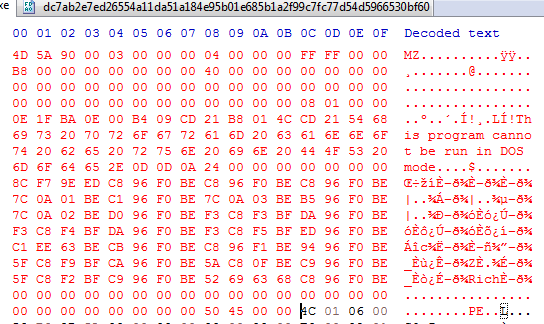 xe dc7ab2e7ed26554a11da51a184e95b01e685b1a2f99c7fc77d54d5966530bf60
00 01 02 03 04 05 06 07 08 09 0A 0B 0C 0D 0E 0F Decoded text
4D 5A 90 00 03 00 00 00 04 00 00 00 FF FF 00 00 MZ..........ÿÿ..
B8 00 00 00 00 00 00 00 40 00 00 00 00 00 00 00 ¸.......@.......
00 00 00 00 00 00 00 00 00 00 00 00 00 00 00 00 ................
00 00 00 00 00 00 00 00 00 00 00 00 08 01 00 00 ................
0E 1F BA 0E 00 B4 09 CD 21 B8 01 4C CD 21 54 68 ..º..´.Í!¸.LÍ!Th
69 73 20 70 72 6F 67 72 61 6D 20 63 61 6E 6E 6F is program canno
74 20 62 65 20 72 75 6E 20 69 6E 20 44 4F 53 20 t be run in DOS
6D 6F 64 65 2E 0D 0D 0A 24 00 00 00 00 00 00 00 mode....$.......
8C F7 9E ED C8 96 F0 BE C8 96 F0 BE C8 96 F0 BE Œ÷žíÈ–ð¾È–ð¾È–ð¾
7C 0A 01 BE C1 96 F0 BE 7C 0A 03 BE B5 96 F0 BE |..¾Á–ð¾|..¾µ–ð¾
7C 0A 02 BE D0 96 F0 BE F3 C8 F3 BF DA 96 F0 BE |..¾Ð–ð¾óÈó¿Ú–ð¾
F3 C8 F4 BF DA 96 F0 BE F3 C8 F5 BF ED 96 F0 BE óÈô¿Ú–ð¾óÈõ¿í–ð¾
C1 EE 63 BE CB 96 F0 BE C8 96 F1 BE 94 96 F0 BE Áîc¾Ë–ð¾È–ñ¾”–ð¾
5F C8 F9 BF CA 96 F0 BE 5A C8 0F BE C9 96 F0 BE _Èù¿Ê–ð¾ZÈ.¾É–ð¾
5F C8 F2 BF C9 96 F0 BE 52 69 63 68 C8 96 F0 BE _Èò¿É–ð¾RichÈ–ð¾
00 00 00 00 00 00 00 00 00 00 00 00 00 00 00 00 ................
00 00 00 00 00 00 00 00 50 45 00 00 4C 01 06 00 ........PE..L...